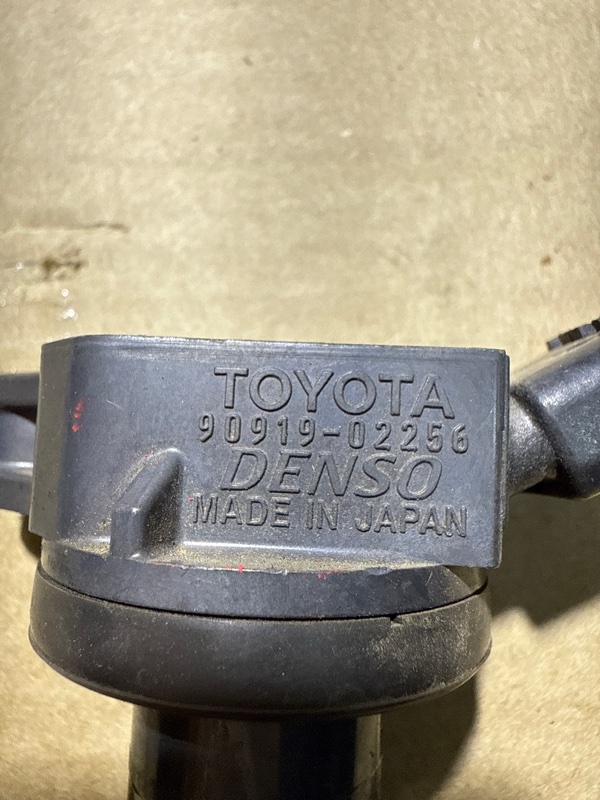 TOYOTA
90919-02256
DENSO
MADE IN JAPAN